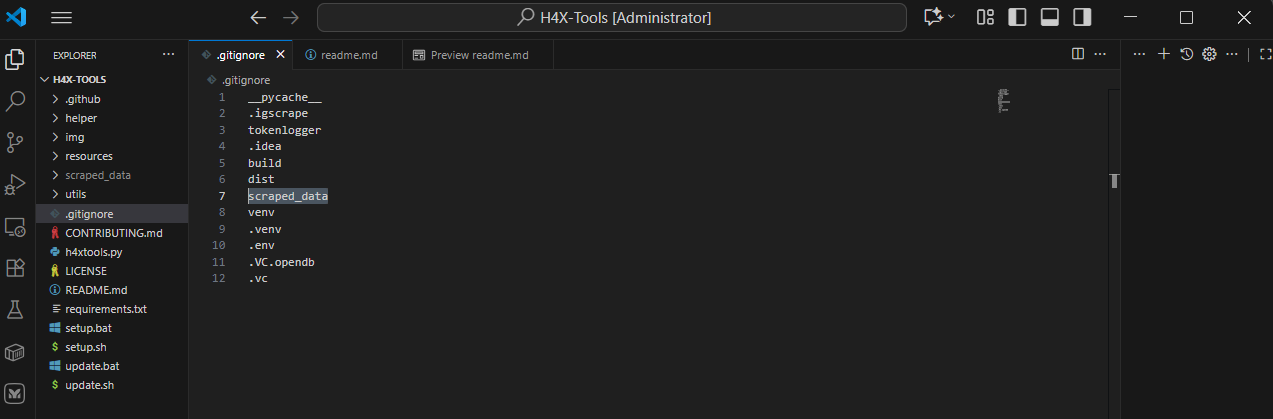 H4X-Tools [Administrator]
EXPLORER
H4X-TOOLS
.github
helper
img
resources
scraped_data
utils
.gitignore
CONTRIBUTING.md
h4xtools.py
LICENSE
README.md
requirements.txt
setup.bat
setup.sh
update.bat
update.sh
.gitignore readme.md Preview readme.md
.gitignore
1 __pycache__
2 .igscrape
3 tokenlogger
4 .idea
5 build
6 dist
7 scraped_data
8 venv
9 .venv
10 .env
11 .VC.opendb
12 .vc